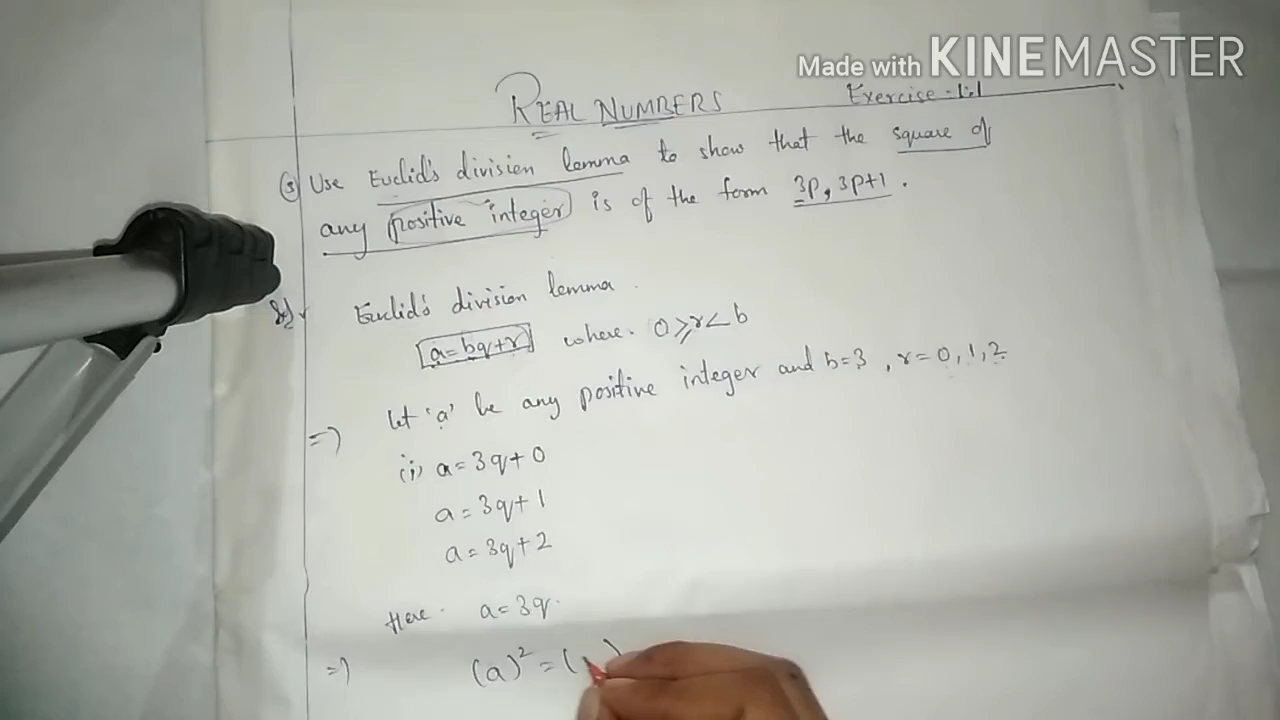 Made with KINEMASTER
REAL NUMBERS Exercise-1.1
(3) Use Euclid's division lemma to show that the square of
any positive integer is of the form 3p, 3p+1.
Sol
Euclid's division lemma.
a=bq+r where. 0≥r<b
=) let 'a' be any positive integer and b=3, r=0,1,2
(i) a=3q+0
a=3q+1
a=3q+2
Here. a=3q.
=) (a)²=( )